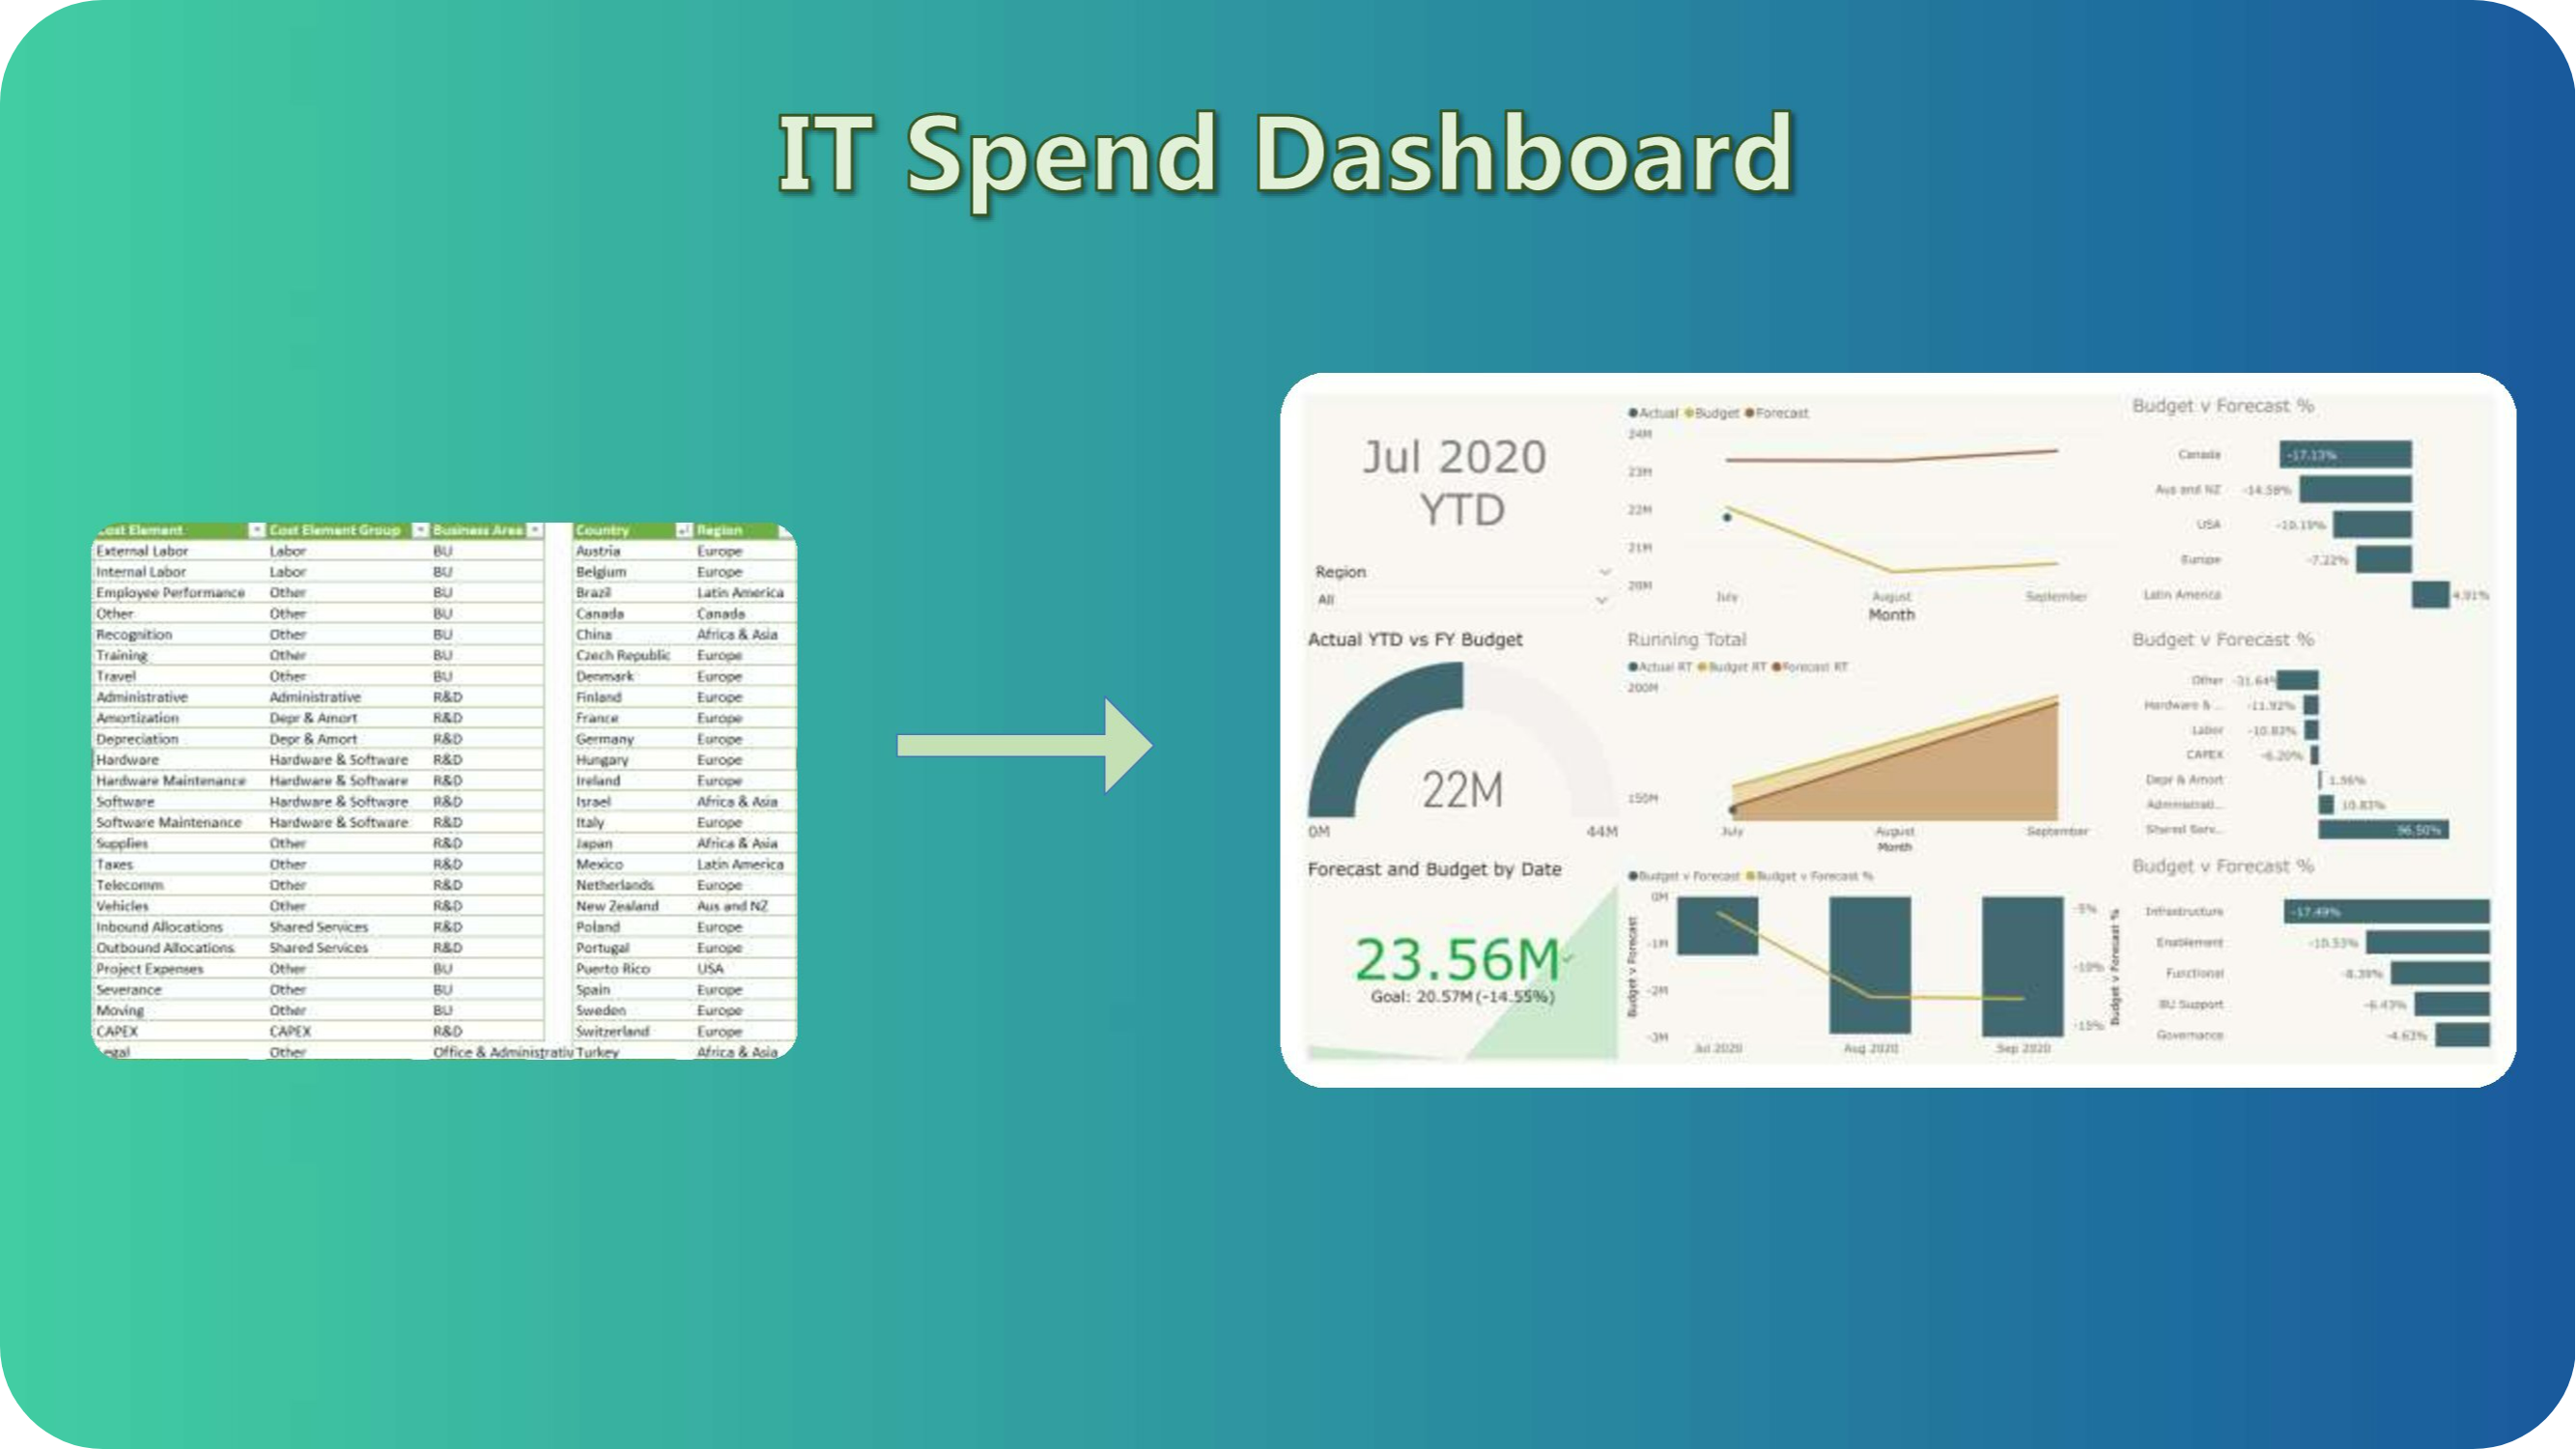 IT Spend Dashboard
Cost Element Cost Element Group Business Area Country Region
External Labor Labor BU Austria Europe
Internal Labor Labor BU Belgium Europe
Employee Performance Other BU Brazil Latin America
Other Other BU Canada Canada
Recognition Other BU China Africa & Asia
Training Other BU Czech Republic Europe
Travel Other BU Denmark Europe
Administrative Administrative R&D Finland Europe
Amortization Depr & Amort R&D France Europe
Depreciation Depr & Amort R&D Germany Europe
Hardware Hardware & Software R&D Hungary Europe
Hardware Maintenance Hardware & Software R&D Ireland Europe
Software Hardware & Software R&D Israel Africa & Asia
Software Maintenance Hardware & Software R&D Italy Europe
Supplies Other R&D Japan Africa & Asia
Taxes Other R&D Mexico Latin America
Telecomm Other R&D Netherlands Europe
Vehicles Other R&D New Zealand Aus and NZ
Inbound Allocations Shared Services R&D Poland Europe
Outbound Allocations Shared Services R&D Portugal Europe
Project Expenses Other BU Puerto Rico USA
Severance Other BU Spain Europe
Moving Other BU Sweden Europe
CAPEX CAPEX R&D Switzerland Europe
egal Other Office & Administrativ Turkey Africa & Asia
Jul 2020
YTD
Region
All
Actual YTD vs FY Budget
22M
0M 44M
Forecast and Budget by Date
23.56M
Goal: 20.57M (-14.55%)
Actual Budget Forecast
24M
23M
22M
21M
20M
July August September
Month
Running Total
Actual RT Budget RT Forecast RT
200M
150M
July August September
Month
Budget v Forecast Budget v Forecast %
Budget v Forecast
0M
-1M
-2M
-3M
-5%
-10%
-15%
Budget v Forecast %
Jul 2020 Aug 2020 Sep 2020
Budget v Forecast %
Canada -17.13%
Aus and NZ -14.58%
USA -10.19%
Europe -7.22%
Latin America 4.91%
Budget v Forecast %
Other -31.64%
Hardware & ... -11.92%
Labor -10.82%
CAPEX -6.20%
Depr & Amort 1.56%
Administrati... 10.83%
Shared Serv... 96.50%
Budget v Forecast %
Infrastructure -17.49%
Enablement -10.53%
Functional -8.39%
BU Support -6.43%
Governance -4.63%